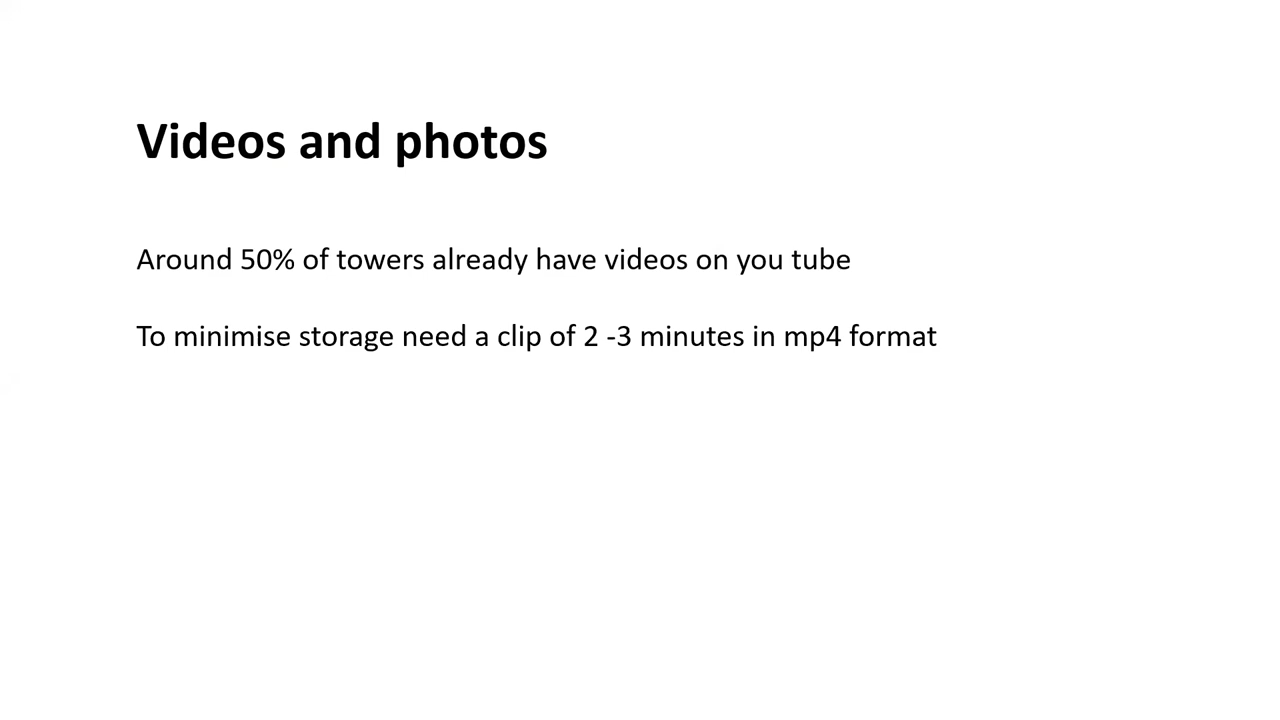 Videos and photos
Around 50% of towers already have videos on you tube
To minimise storage need a clip of 2 -3 minutes in mp4 format